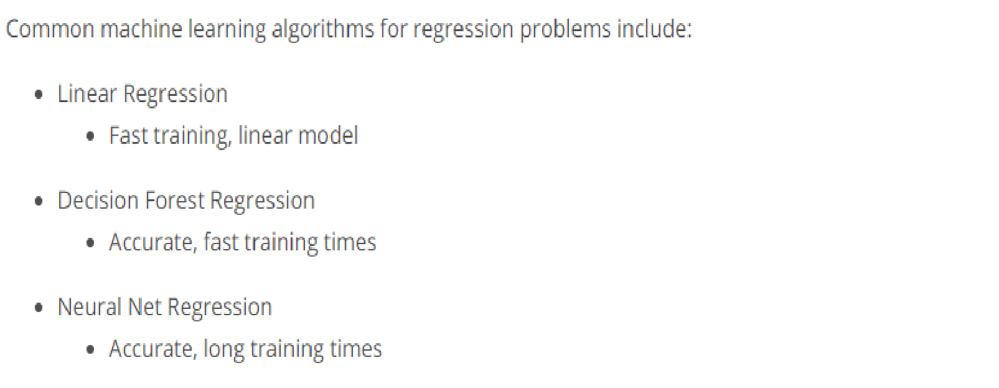 Common machine learning algorithms for regression problems include:
• Linear Regression
• Fast training, linear model
• Decision Forest Regression
• Accurate, fast training times
• Neural Net Regression
• Accurate, long training times